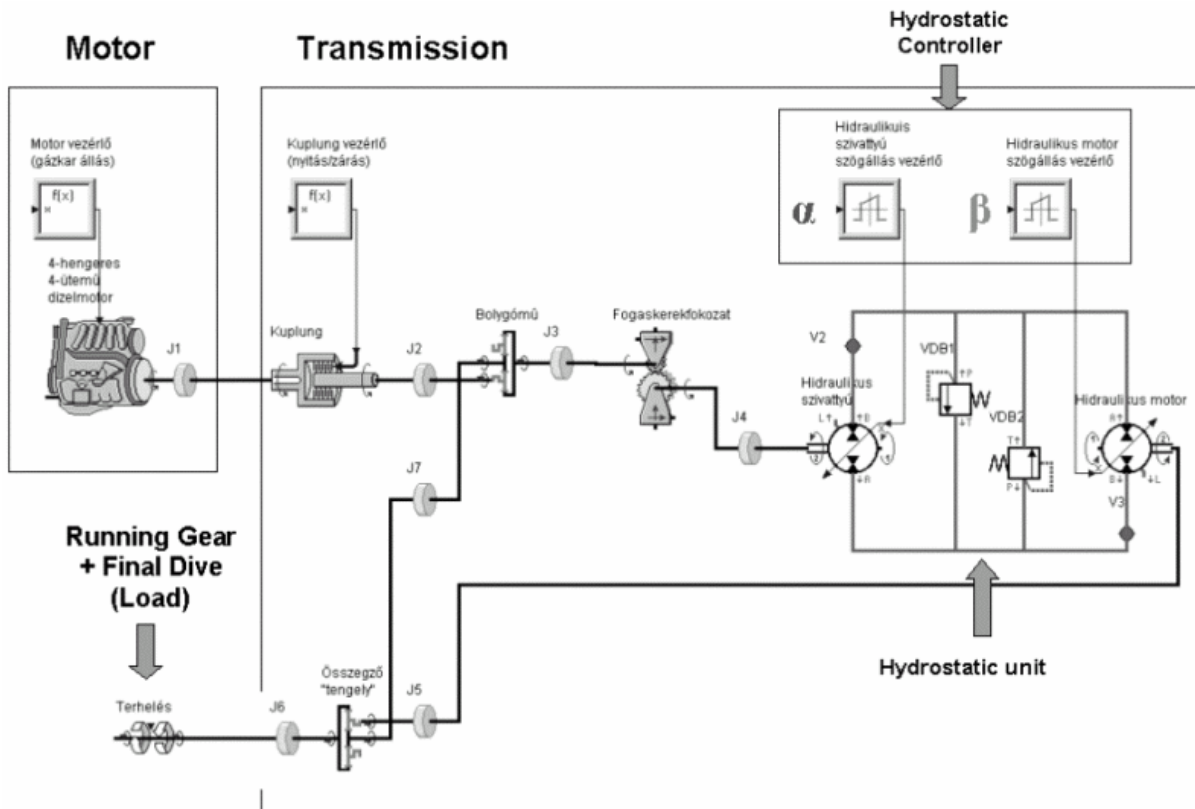 Motor
Transmission
Hydrostatic
Controller
Motor vezérlő
(gázkar állás)
f(x)
Kuplung vezérlő
(nyitás/zárás)
f(x)
Hidraulikuis
szivattyú
szögállás vezérlő
Hidraulikus motor
szögállás vezérlő
α
β
4-hengeres
4-ütemű
dizelmotor
J1
Kuplung
J2
Bolygómű
J3
Fogaskerekfokozat
J4
V2
Hidraulikus
szivattyú
VDB1
VDB2
Hidraulikus motor
V3
J7
Running Gear
+ Final Dive
(Load)
Hydrostatic unit
Összegző
"tengely"
J5
Terhelés
J6